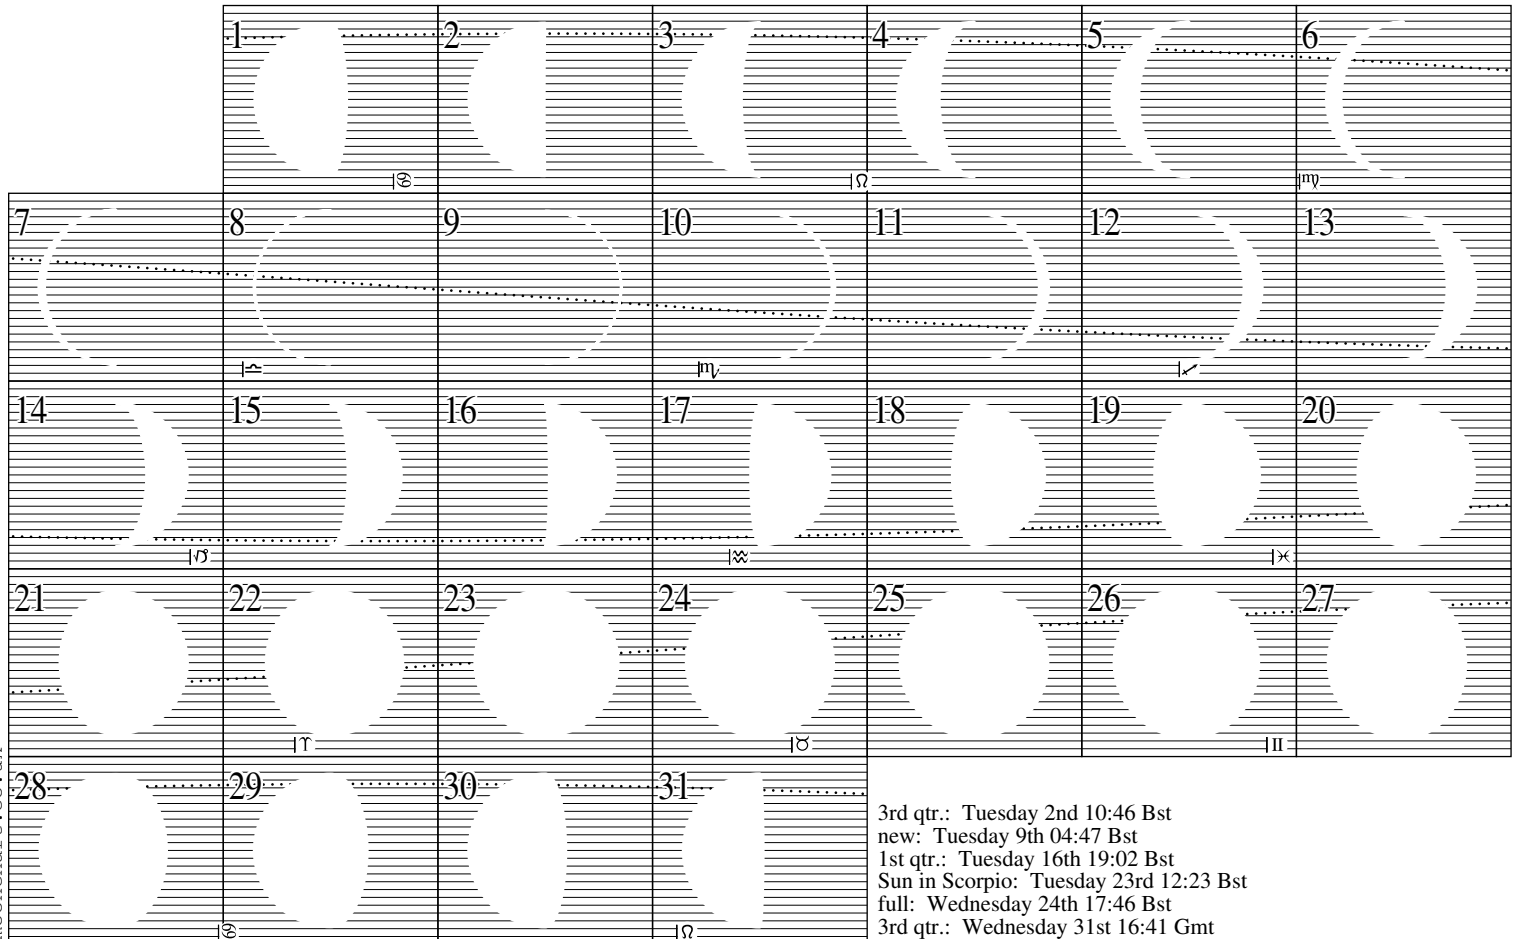 1 2 3 4 5 6
♋ ♌ ♍
7 8 9 10 11 12 13
♎ ♏ ♐
14 15 16 17 18 19 20
♑ ♒ ♓
21 22 23 24 25 26 27
♈ ♉ ♊
28 29 30 31
♋ ♌
3rd qtr.: Tuesday 2nd 10:46 Bst
new: Tuesday 9th 04:47 Bst
1st qtr.: Tuesday 16th 19:02 Bst
Sun in Scorpio: Tuesday 23rd 12:23 Bst
full: Wednesday 24th 17:46 Bst
3rd qtr.: Wednesday 31st 16:41 Gmt